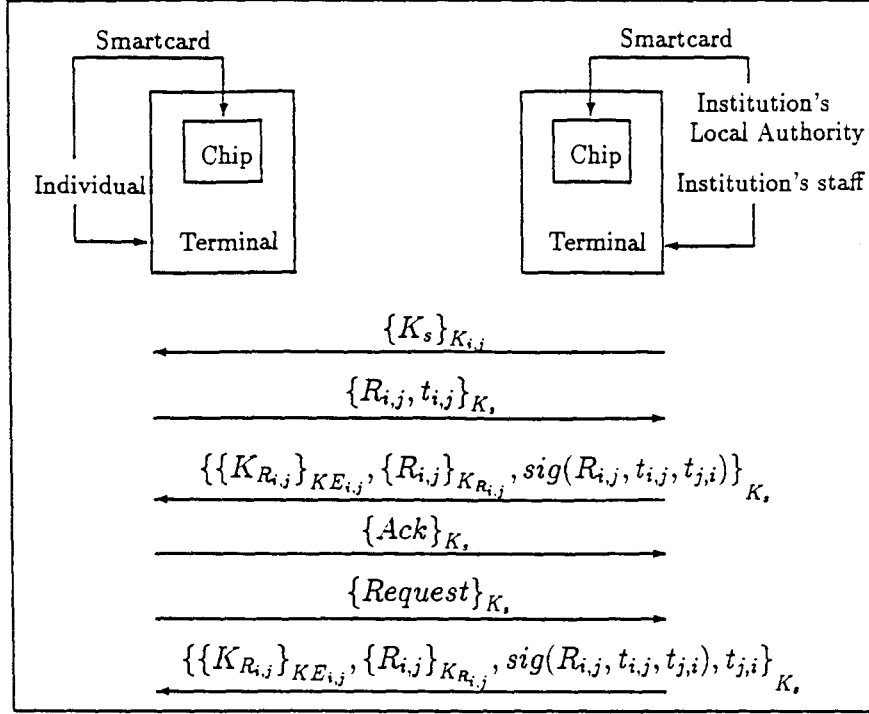 Smartcard Smartcard
Institution's
Local Authority
Chip Chip
Individual Institution's staff
Terminal Terminal
{K_s}_{K_{i,j}}
{R_{i,j}, t_{i,j}}_{K_s}
{{K_{R_{i,j}}}_{KE_{i,j}}, {R_{i,j}}_{K_{R_{i,j}}}, sig(R_{i,j}, t_{i,j}, t_{j,i})}_{K_s}
{Ack}_{K_s}
{Request}_{K_s}
{{K_{R_{i,j}}}_{KE_{i,j}}, {R_{i,j}}_{K_{R_{i,j}}}, sig(R_{i,j}, t_{i,j}, t_{j,i}), t_{j,i}}_{K_s}